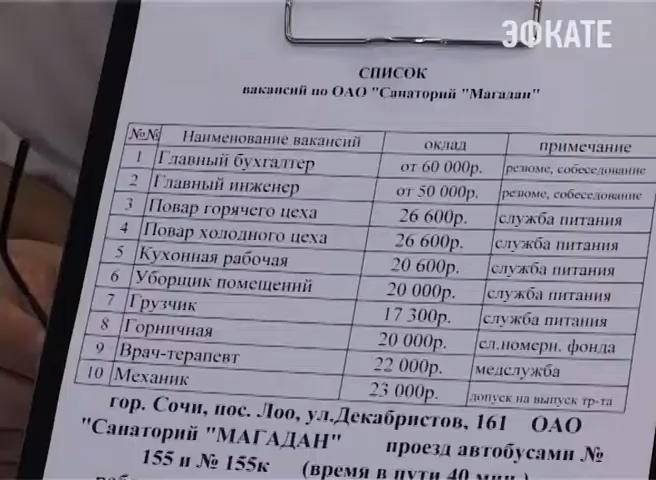 ЭФКАТЕ
СПИСОК
вакансий по ОАО "Санаторий "Магадан"
№№ Наименование вакансий оклад примечание
1 Главный бухгалтер от 60 000р. резюме, собеседование
2 Главный инженер от 50 000р. резюме, собеседование
3 Повар горячего цеха 26 600р. служба питания
4 Повар холодного цеха 26 600р. служба питания
5 Кухонная рабочая 20 600р. служба питания
6 Уборщик помещений 20 000р. служба питания
7 Грузчик 17 300р. служба питания
8 Горничная 20 000р. сл.номерн. фонда
9 Врач-терапевт 22 000р. медслужба
10 Механик 23 000р. допуск на выпуск тр-та
гор. Сочи, пос. Лоо, ул.Декабристов, 161 ОАО
"Санаторий "МАГАДАН" проезд автобусами №
155 и № 155к (время в пути 40 мин.)